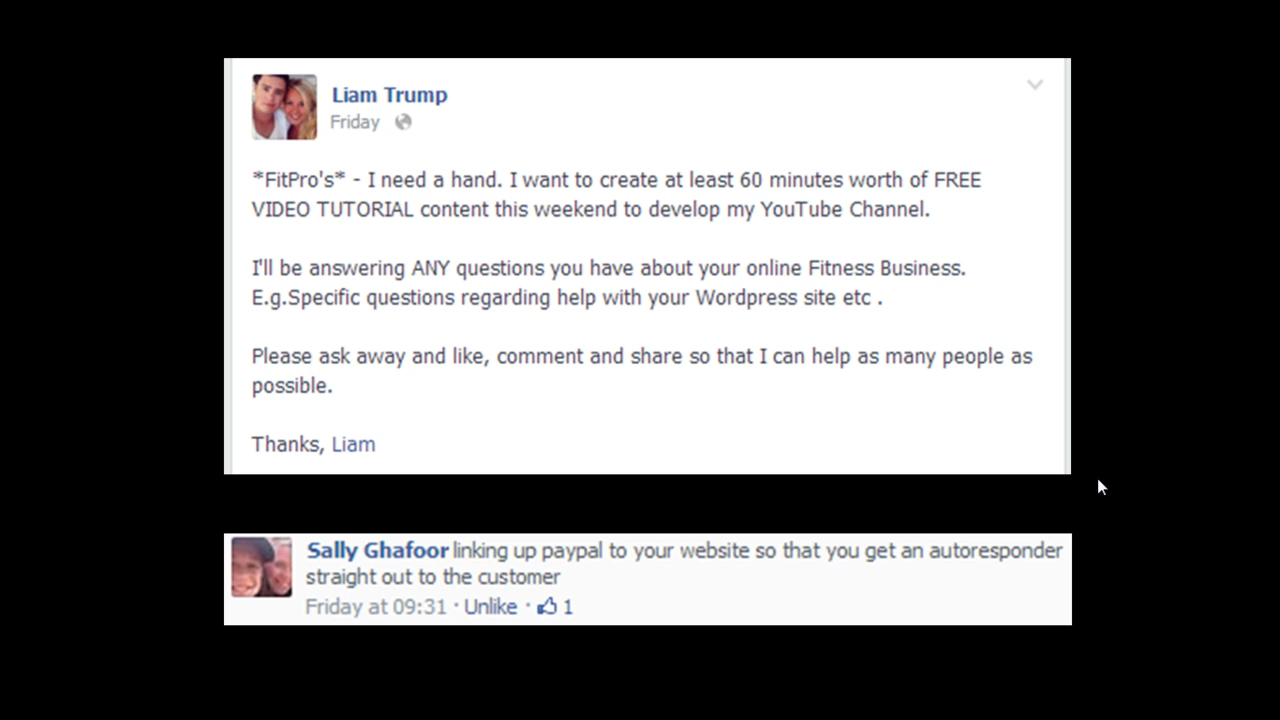 Liam Trump
Friday
*FitPro's* - I need a hand. I want to create at least 60 minutes worth of FREE
VIDEO TUTORIAL content this weekend to develop my YouTube Channel.
I'll be answering ANY questions you have about your online Fitness Business.
E.g.Specific questions regarding help with your Wordpress site etc .
Please ask away and like, comment and share so that I can help as many people as
possible.
Thanks, Liam
Sally Ghafoor linking up paypal to your website so that you get an autoresponder
straight out to the customer
Friday at 09:31 · Unlike · 1